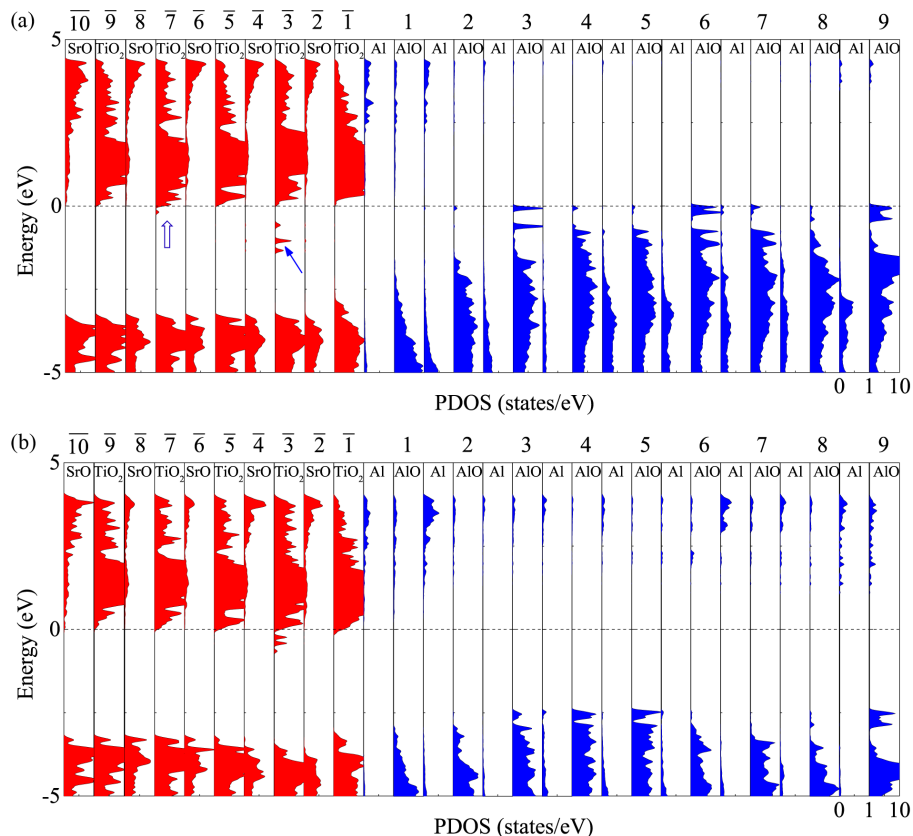 (a) 1̅0̅ 9̅ 8̅ 7̅ 6̅ 5̅ 4̅ 3̅ 2̅ 1̅ 1 2 3 4 5 6 7 8 9
5
SrO TiO₂ SrO TiO₂ SrO TiO₂ SrO TiO₂ SrO TiO₂ Al AlO Al AlO Al AlO Al AlO Al AlO Al AlO Al AlO Al AlO Al AlO
Energy (eV)
0
-5
0 1 10
PDOS (states/eV)
(b) 1̅0̅ 9̅ 8̅ 7̅ 6̅ 5̅ 4̅ 3̅ 2̅ 1̅ 1 2 3 4 5 6 7 8 9
5
SrO TiO₂ SrO TiO₂ SrO TiO₂ SrO TiO₂ SrO TiO₂ Al AlO Al AlO Al AlO Al AlO Al AlO Al AlO Al AlO Al AlO Al AlO
Energy (eV)
0
-5
0 1 10
PDOS (states/eV)